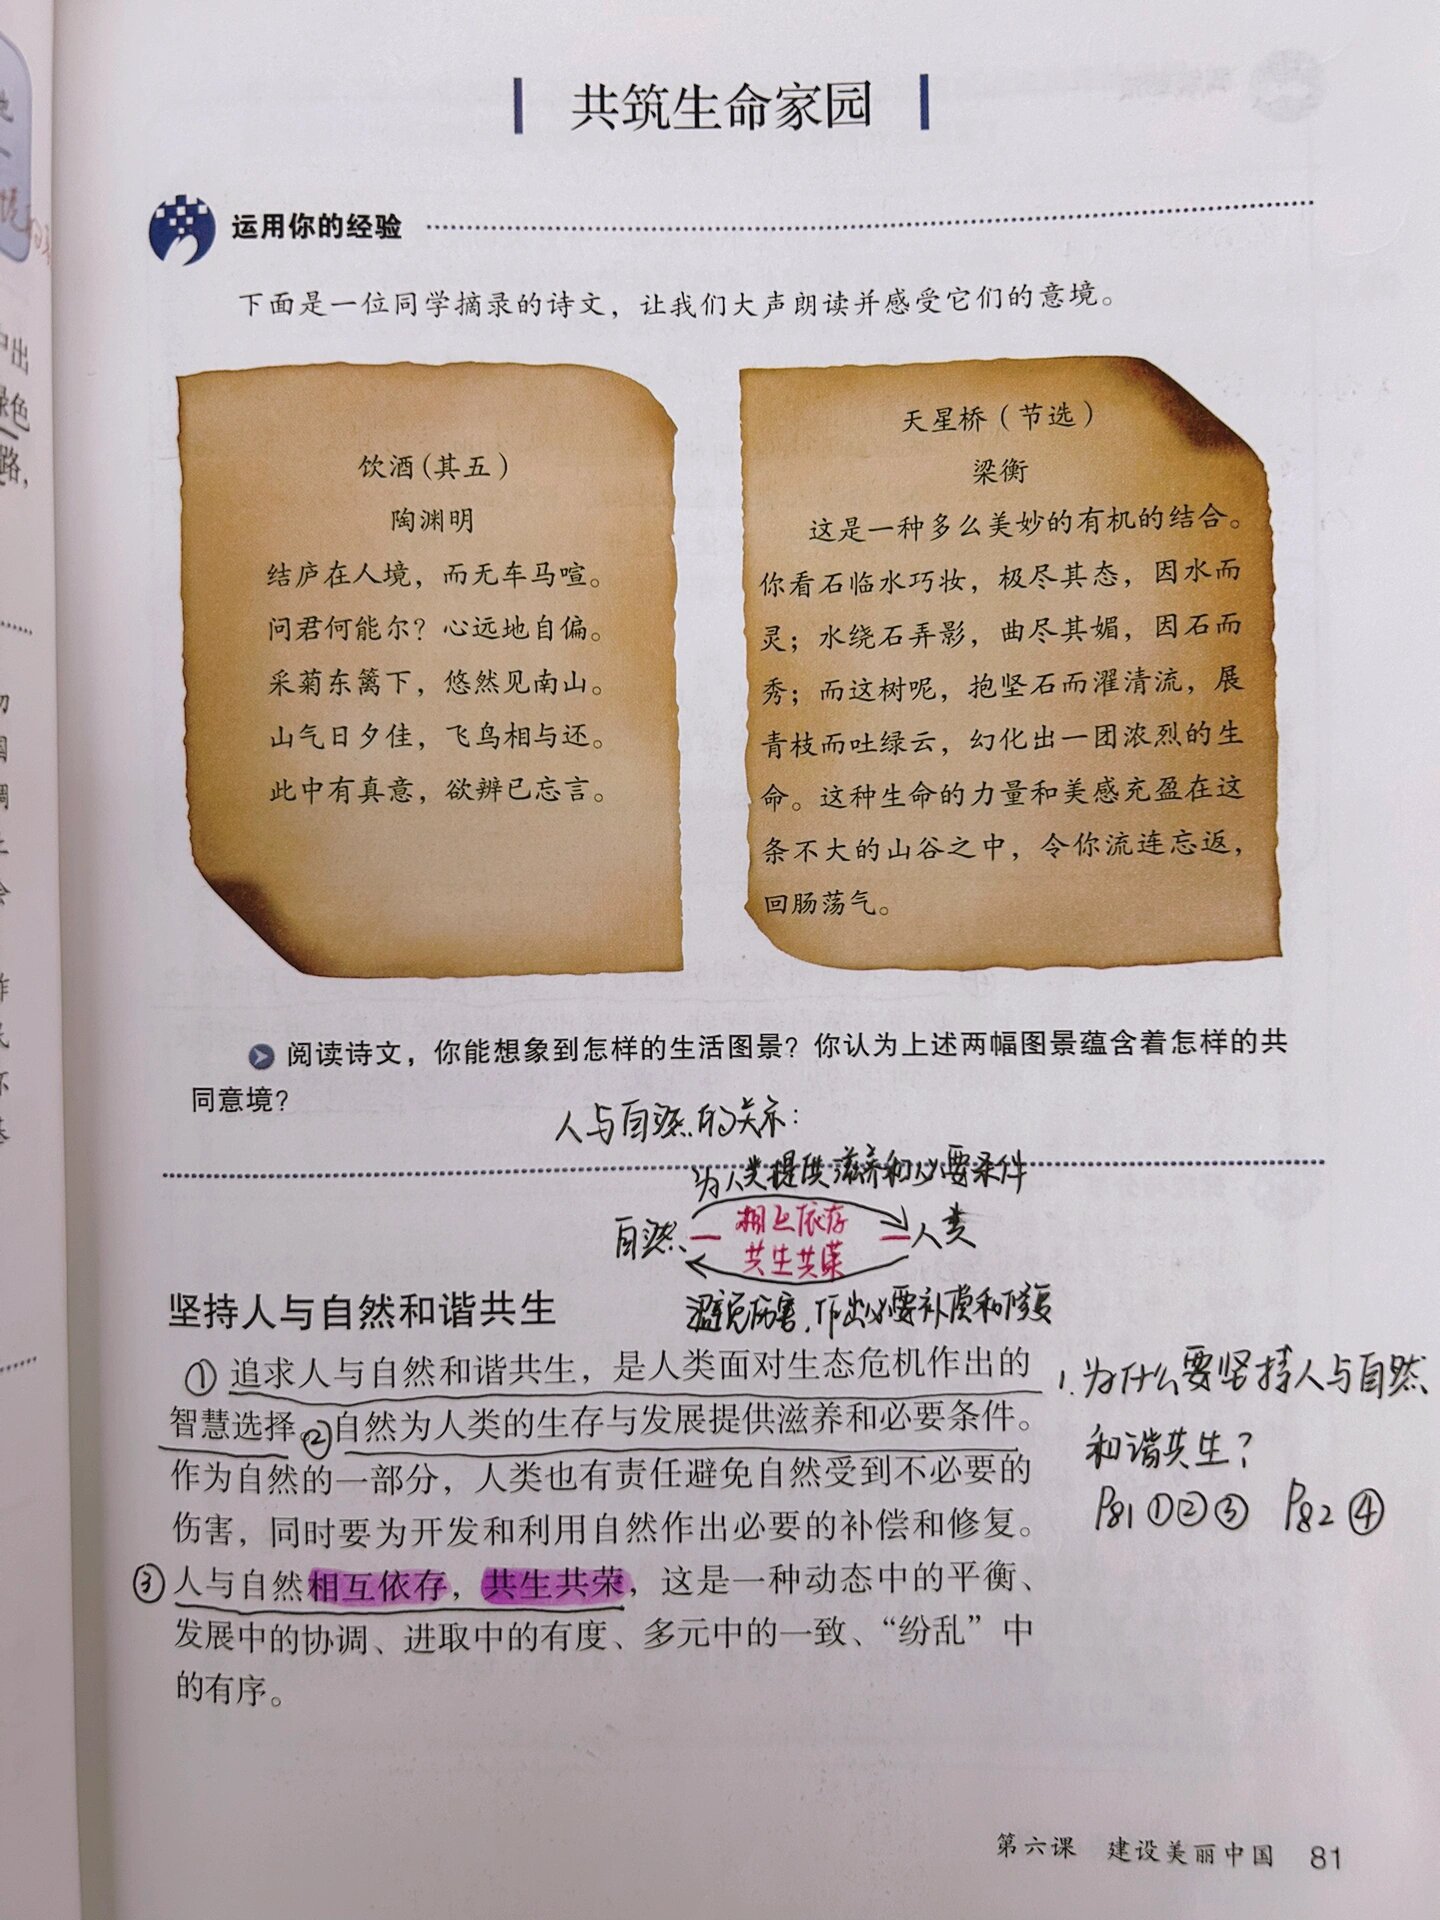 共筑生命家园
运用你的经验
下面是一位同学摘录的诗文，让我们大声朗读并感受它们的意境。
饮酒(其五)
陶渊明
结庐在人境，而无车马喧。
问君何能尔？心远地自偏。
采菊东篱下，悠然见南山。
山气日夕佳，飞鸟相与还。
此中有真意，欲辨已忘言。
天星桥（节选）
梁衡
这是一种多么美妙的有机的结合。
你看石临水巧妆，极尽其态，因水而
灵；水绕石弄影，曲尽其媚，因石而
秀；而这树呢，抱坚石而濯清流，展
青枝而吐绿云，幻化出一团浓烈的生
命。这种生命的力量和美感充盈在这
条不大的山谷之中，令你流连忘返，
回肠荡气。
阅读诗文，你能想象到怎样的生活图景？你认为上述两幅图景蕴含着怎样的共
同意境？
人与自然的关系：
为人类提供滋养和必要条件
自然 相互依存 人类
共生共荣
避免伤害，作出必要补偿和修复
坚持人与自然和谐共生
①追求人与自然和谐共生，是人类面对生态危机作出的
智慧选择。②自然为人类的生存与发展提供滋养和必要条件。
作为自然的一部分，人类也有责任避免自然受到不必要的
伤害，同时要为开发和利用自然作出必要的补偿和修复。
③人与自然相互依存，共生共荣，这是一种动态中的平衡、
发展中的协调、进取中的有度、多元中的一致、“纷乱”中
的有序。
1.为什么要坚持人与自然
和谐共生？
P81①②③ P82④
第六课 建设美丽中国 81
中出
绿色
路，